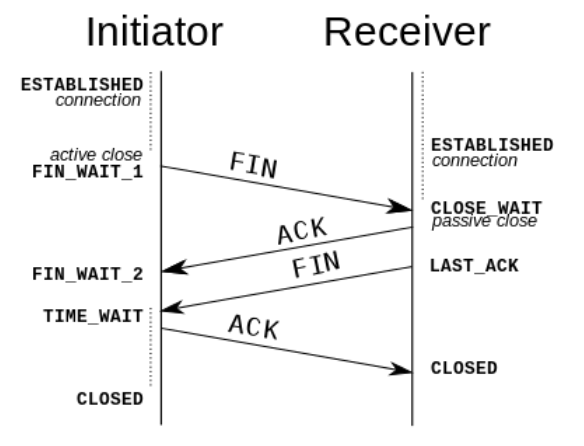 Initiator
Receiver
ESTABLISHED
connection
active close
FIN_WAIT_1
FIN
ESTABLISHED
connection
CLOSE_WAIT
passive close
ACK
FIN
FIN_WAIT_2
LAST_ACK
TIME_WAIT
ACK
CLOSED
CLOSED